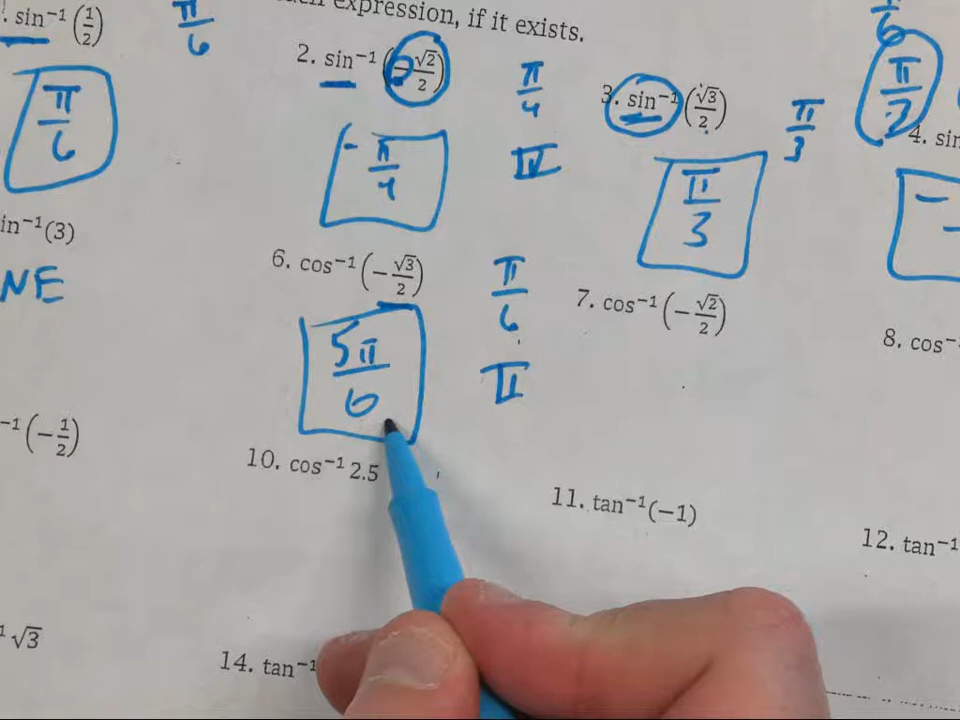 expression, if it exists.
. sin⁻¹ (1/2)
π/6
π/6
2. sin⁻¹ (-√2/2)
π/4
IV
-π/4
3. sin⁻¹ (√3/2)
π/3
π/3
π/6
π/2
4. sin
in⁻¹(3)
NE
6. cos⁻¹ (-√3/2)
π/6
II
5π/6
7. cos⁻¹ (-√2/2)
8. cos⁻
⁻¹ (-1/2)
10. cos⁻¹ 2.5
11. tan⁻¹(-1)
12. tan⁻¹
¹ √3
14. tan⁻¹